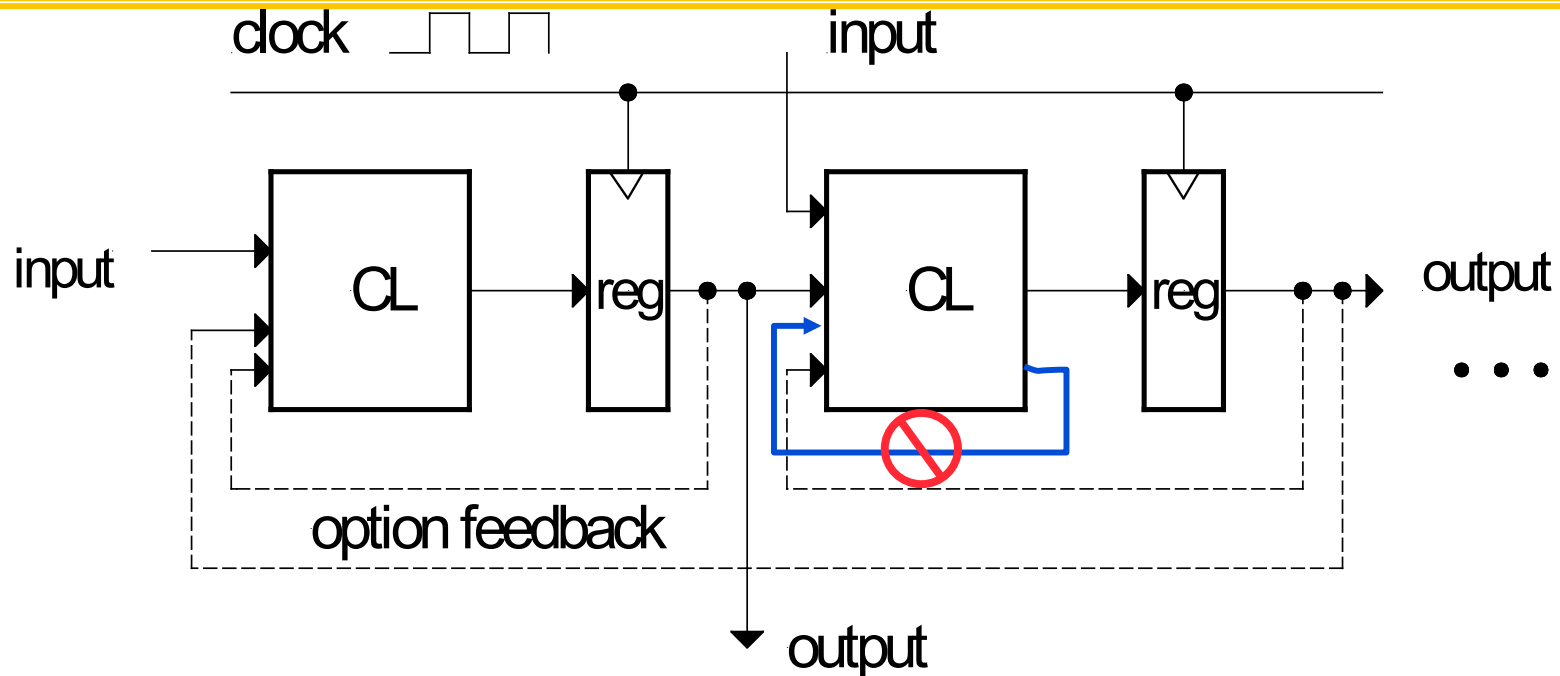 clock
input
input
CL
reg
CL
reg
output
option feedback
output